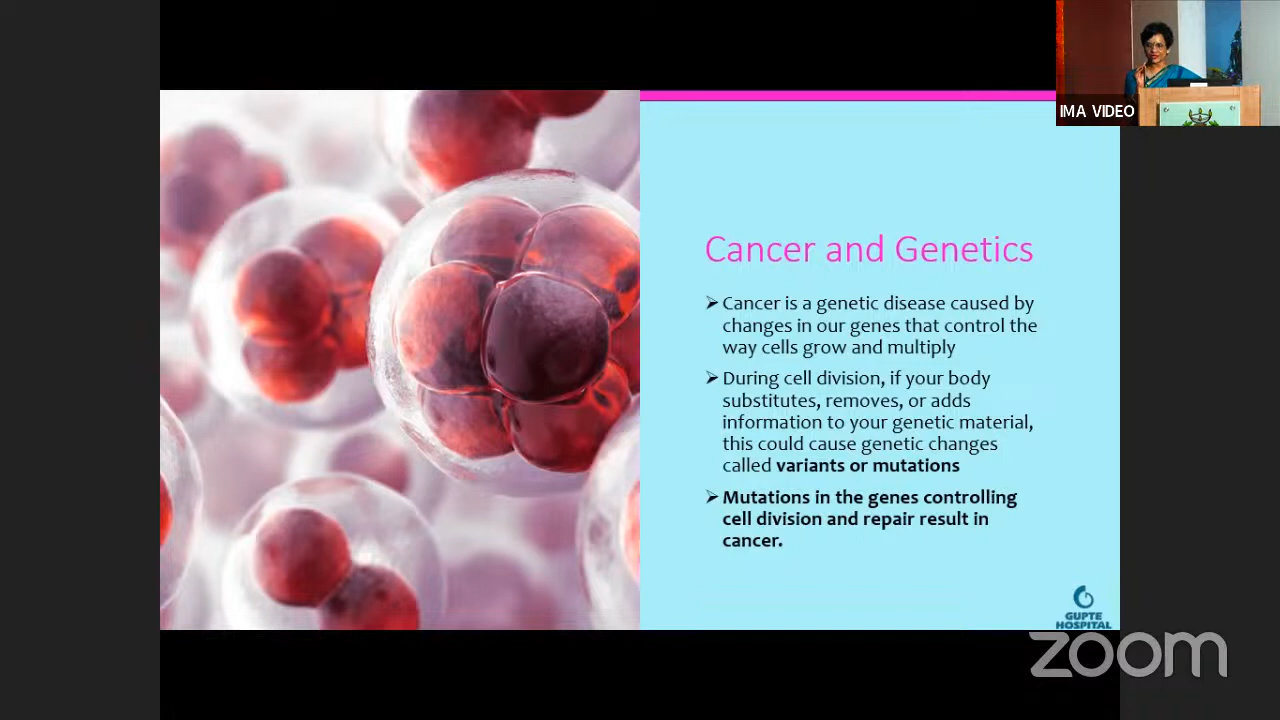 IMA VIDEO
Cancer and Genetics
➢ Cancer is a genetic disease caused by
changes in our genes that control the
way cells grow and multiply
➢ During cell division, if your body
substitutes, removes, or adds
information to your genetic material,
this could cause genetic changes
called variants or mutations
➢ Mutations in the genes controlling
cell division and repair result in
cancer.
GUPTE
HOSPITAL
zoom